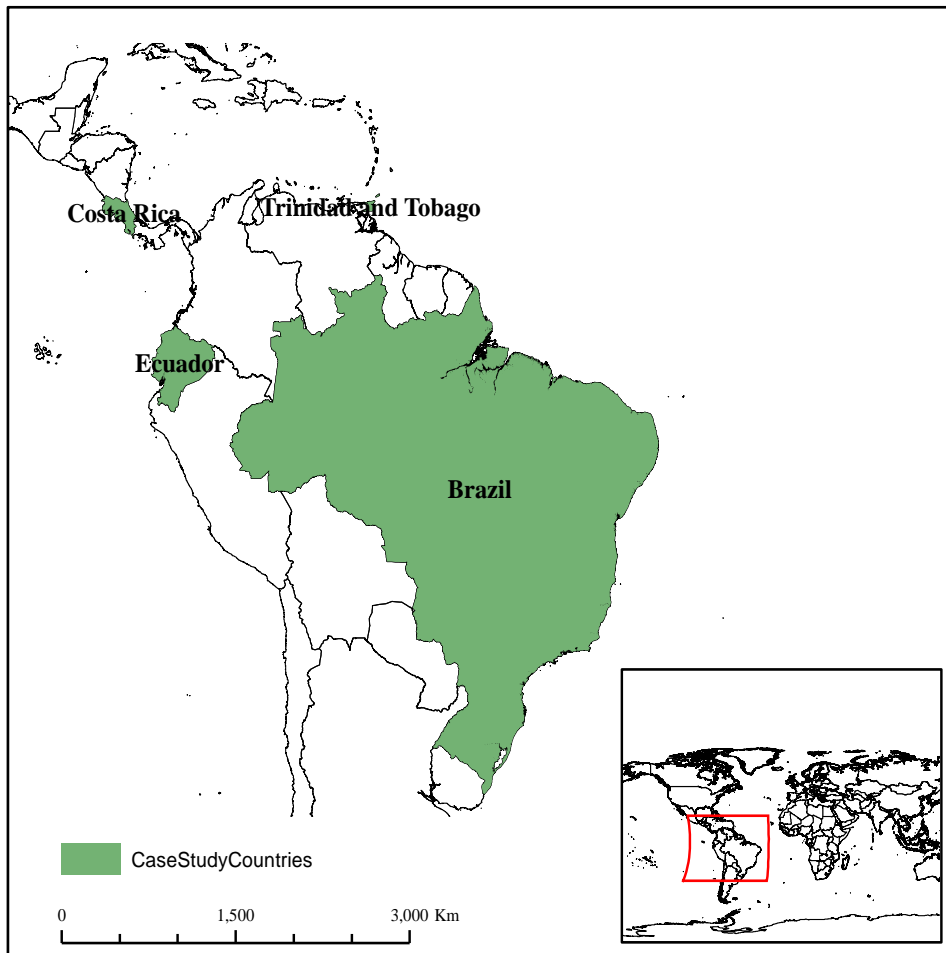 Costa Rica
Trinidad and Tobago
Ecuador
Brazil
CaseStudyCountries
0 1,500 3,000 Km